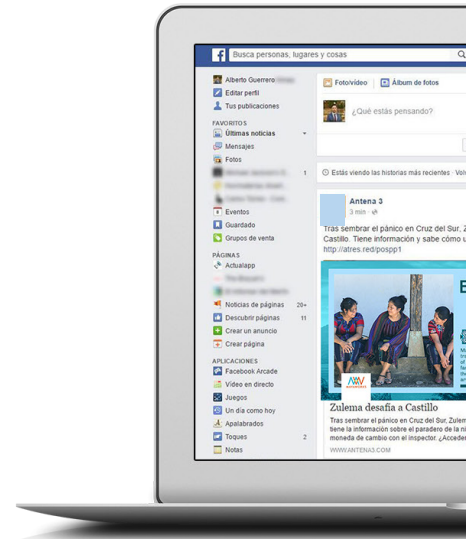 f
Busca personas, lugares y cosas
Alberto Guerrero
Editar perfil
Tus publicaciones
FAVORITOS
Últimas noticias
Mensajes
Fotos
1
Eventos
Guardado
Grupos de venta
PÁGINAS
Actualapp
Noticias de páginas 20+
Descubrir páginas 11
Crear un anuncio
Crear página
APLICACIONES
Facebook Arcade
Vídeo en directo
Juegos
Un día como hoy
Apalabrados
Toques 2
Notas
Foto/vídeo
Álbum de fotos
¿Qué estás pensando?
Estás viendo las historias más recientes · Vol
Antena 3
3 min ·
Tras sembrar el pánico en Cruz del Sur, Z
Castillo. Tiene información y sabe cómo u
http://atres.red/pospp1
E
Zulema desafía a Castillo
Tras sembrar el pánico en Cruz del Sur, Zulem
tiene la información sobre el paradero de la ni
moneda de cambio con el inspector. ¿Acceder
WWW.ANTENA3.COM